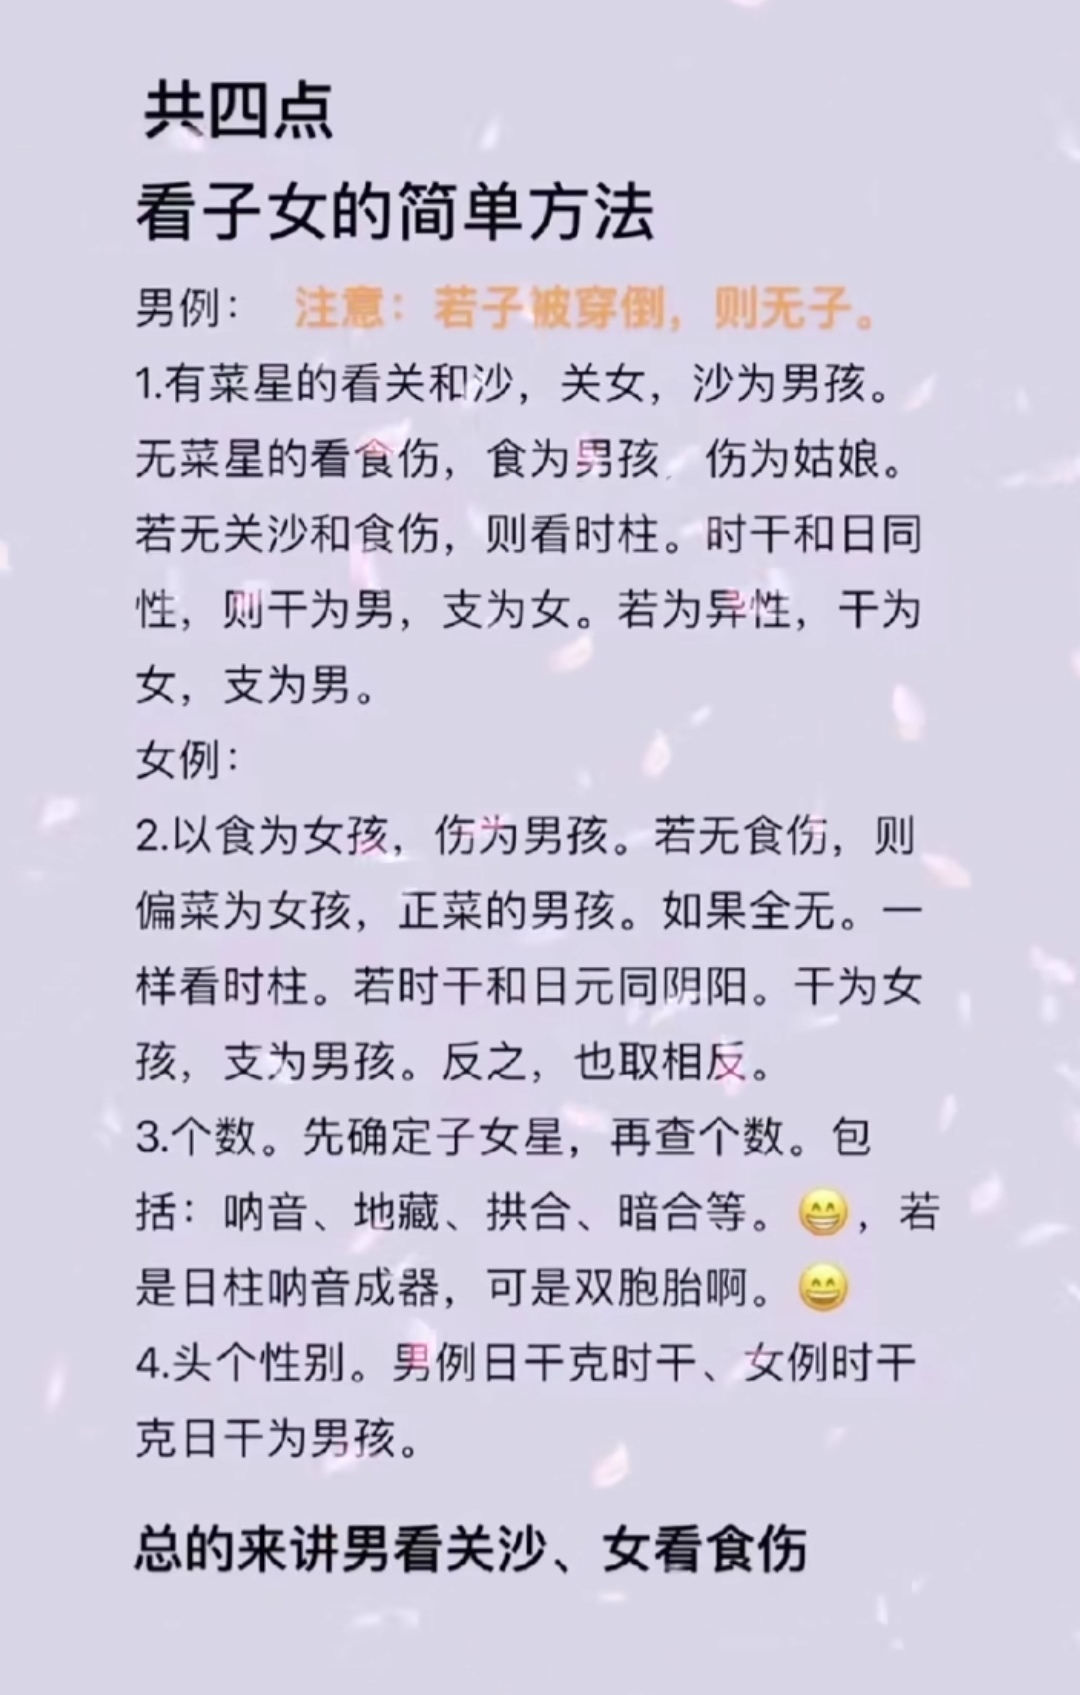 共四点
看子女的简单方法
男例： 注意：若子被穿倒，则无子。
1.有菜星的看关和沙，关女，沙为男孩。
无菜星的看食伤，食为男孩，伤为姑娘。
若无关沙和食伤，则看时柱。时干和日同
性，则干为男，支为女。若为异性，干为
女，支为男。
女例：
2.以食为女孩，伤为男孩。若无食伤，则
偏菜为女孩，正菜的男孩。如果全无。一
样看时柱。若时干和日元同阴阳。干为女
孩，支为男孩。反之，也取相反。
3.个数。先确定子女星，再查个数。包
括：呐音、地藏、拱合、暗合等。😁，若
是日柱呐音成器，可是双胞胎啊。😄
4.头个性别。男例日干克时干、女例时干
克日干为男孩。
总的来讲男看关沙、女看食伤